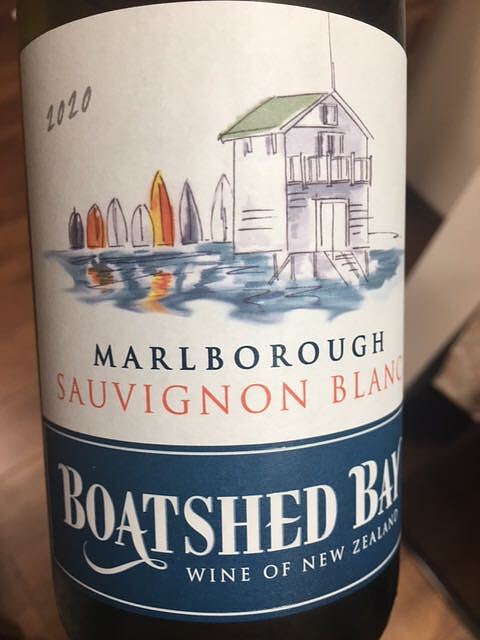 2020
MARLBOROUGH
SAUVIGNON BLANC
BOATSHED BAY
WINE OF NEW ZEALAND